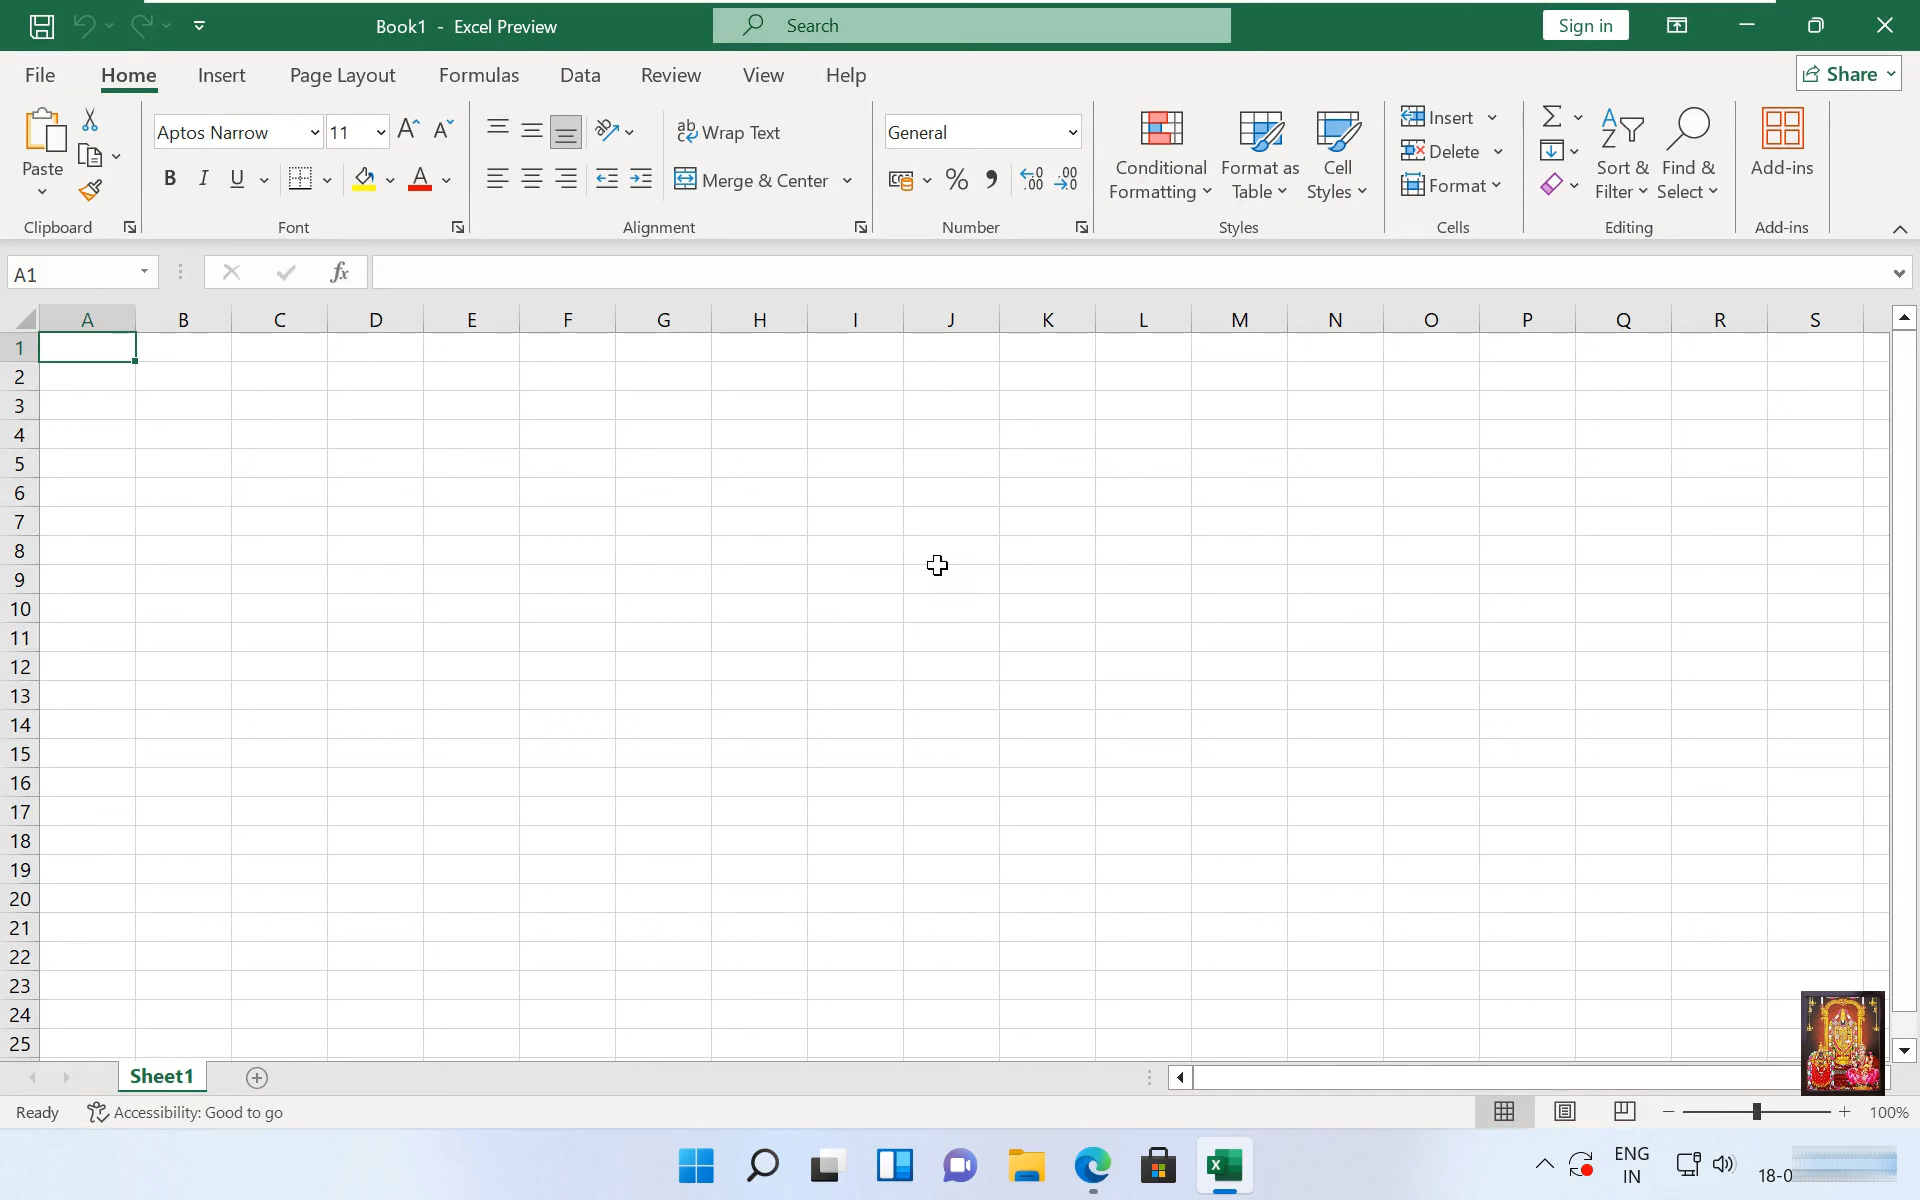 Book1 - Excel Preview
Search
Sign in
File Home Insert Page Layout Formulas Data Review View Help
Share
Paste
Clipboard
Aptos Narrow 11
B I U A
Font
ab Wrap Text
Merge & Center
Alignment
General
% 
Number
Conditional Formatting
Format as Table
Cell Styles
Styles
Insert
Delete
Format
Cells
Sort & Filter
Find & Select
Editing
Add-ins
Add-ins
A1
fx
A B C D E F G H I J K L M N O P Q R S
1
2
3
4
5
6
7
8
9
10
11
12
13
14
15
16
17
18
19
20
21
22
23
24
25
Sheet1
Ready Accessibility: Good to go
100%
ENG
IN
18-0